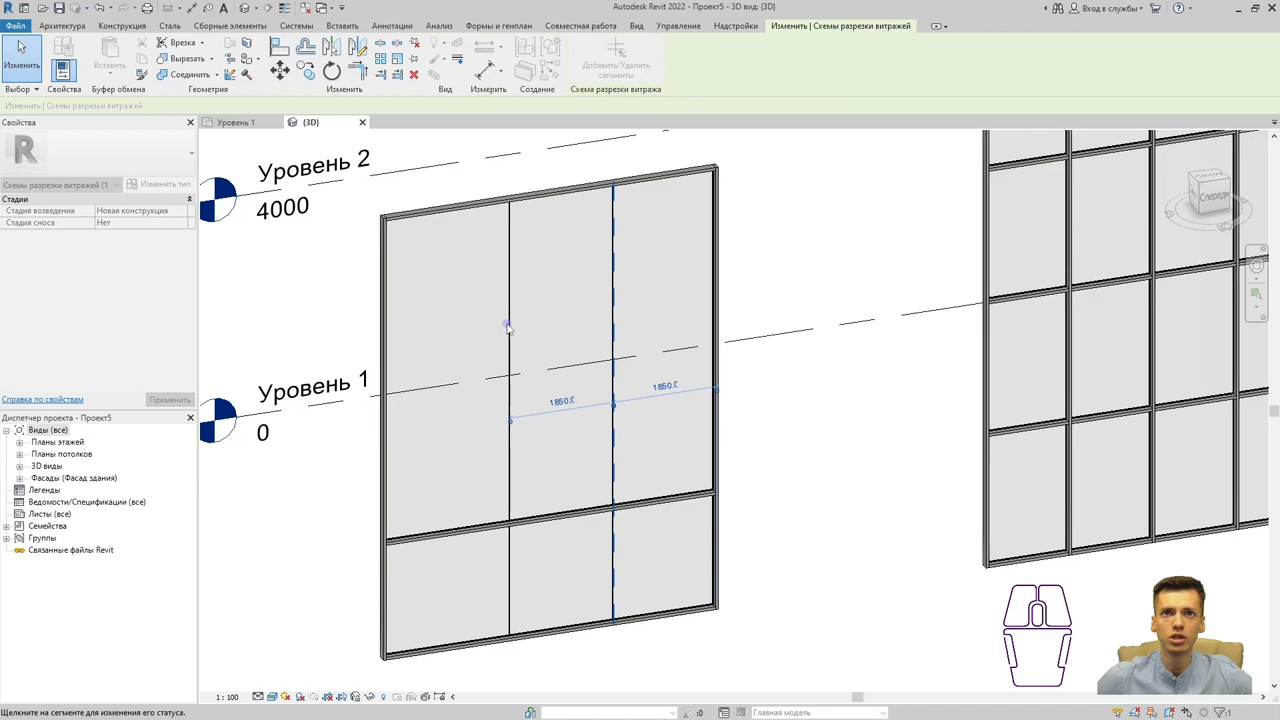 Autodesk Revit 2022 - Проект5 - 3D вид: {3D}
Вход в службы
Файл Архитектура Конструкция Сталь Сборные элементы Системы Вставить Аннотации Анализ Формы и генплан Совместная работа Вид Управление Надстройки Изменить | Схемы разрезки витражей
Изменить
Вставить
Врезка
Вырезать
Соединить
Добавить/Удалить
сегменты
Выбор Свойства Буфер обмена Геометрия Изменить Вид Измерить Создание Схема разрезки витража
Изменить | Схемы разрезки витражей
Свойства
Уровень 1
(3D)
Схемы разрезки витражей (1
Изменить тип
Стадии
Стадия возведения Новая конструкция
Стадия сноса Нет
Справка по свойствам
Применить
Диспетчер проекта - Проект5
Виды (все)
Планы этажей
Планы потолков
3D виды
Фасады (Фасад здания)
Легенды
Ведомости/Спецификации (все)
Листы (все)
Семейства
Группы
Связанные файлы Revit
Уровень 2
4000
Уровень 1
0
1850.0
1850.0
Спереди
1 : 100
Щелкните на сегменте для изменения его статуса.
:0
Главная модель
:1